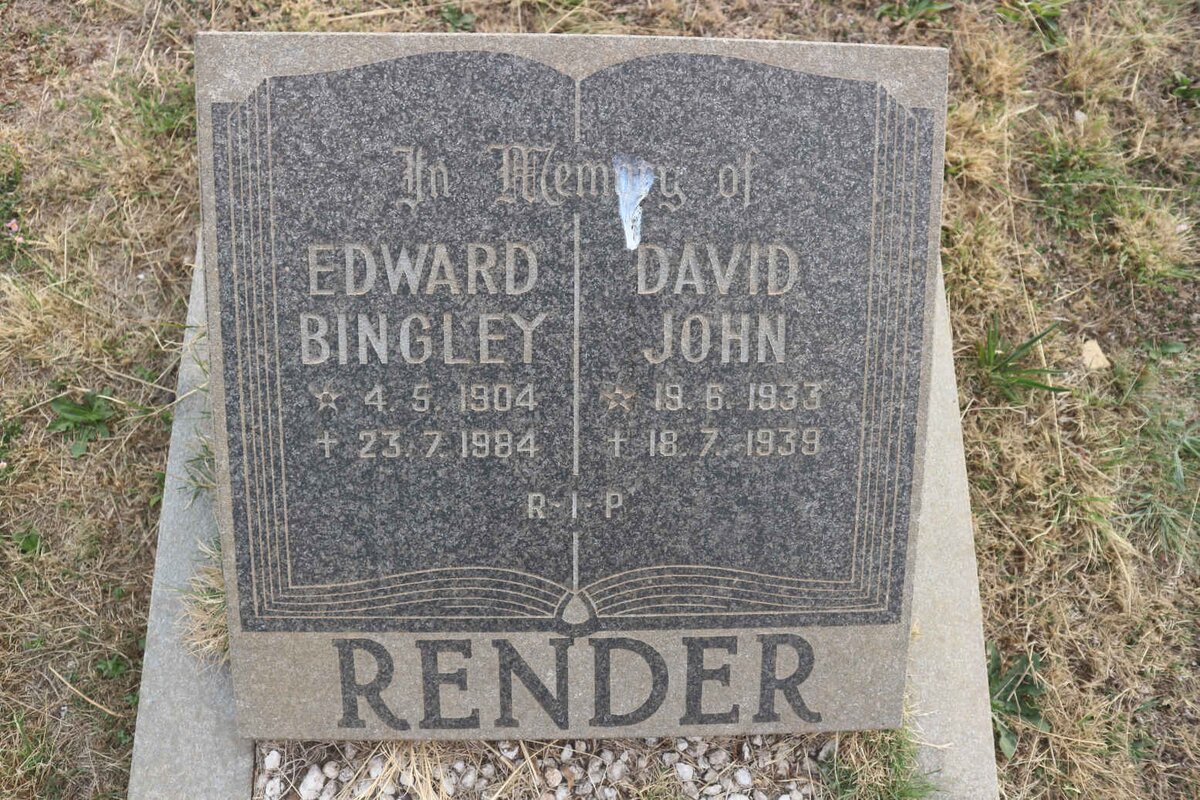 In Memory of
EDWARD
BINGLEY
☆ 4. 5. 1904
† 23. 7. 1984
DAVID
JOHN
☆ 19. 6. 1933
† 18. 7. 1939
R-I-P
RENDER